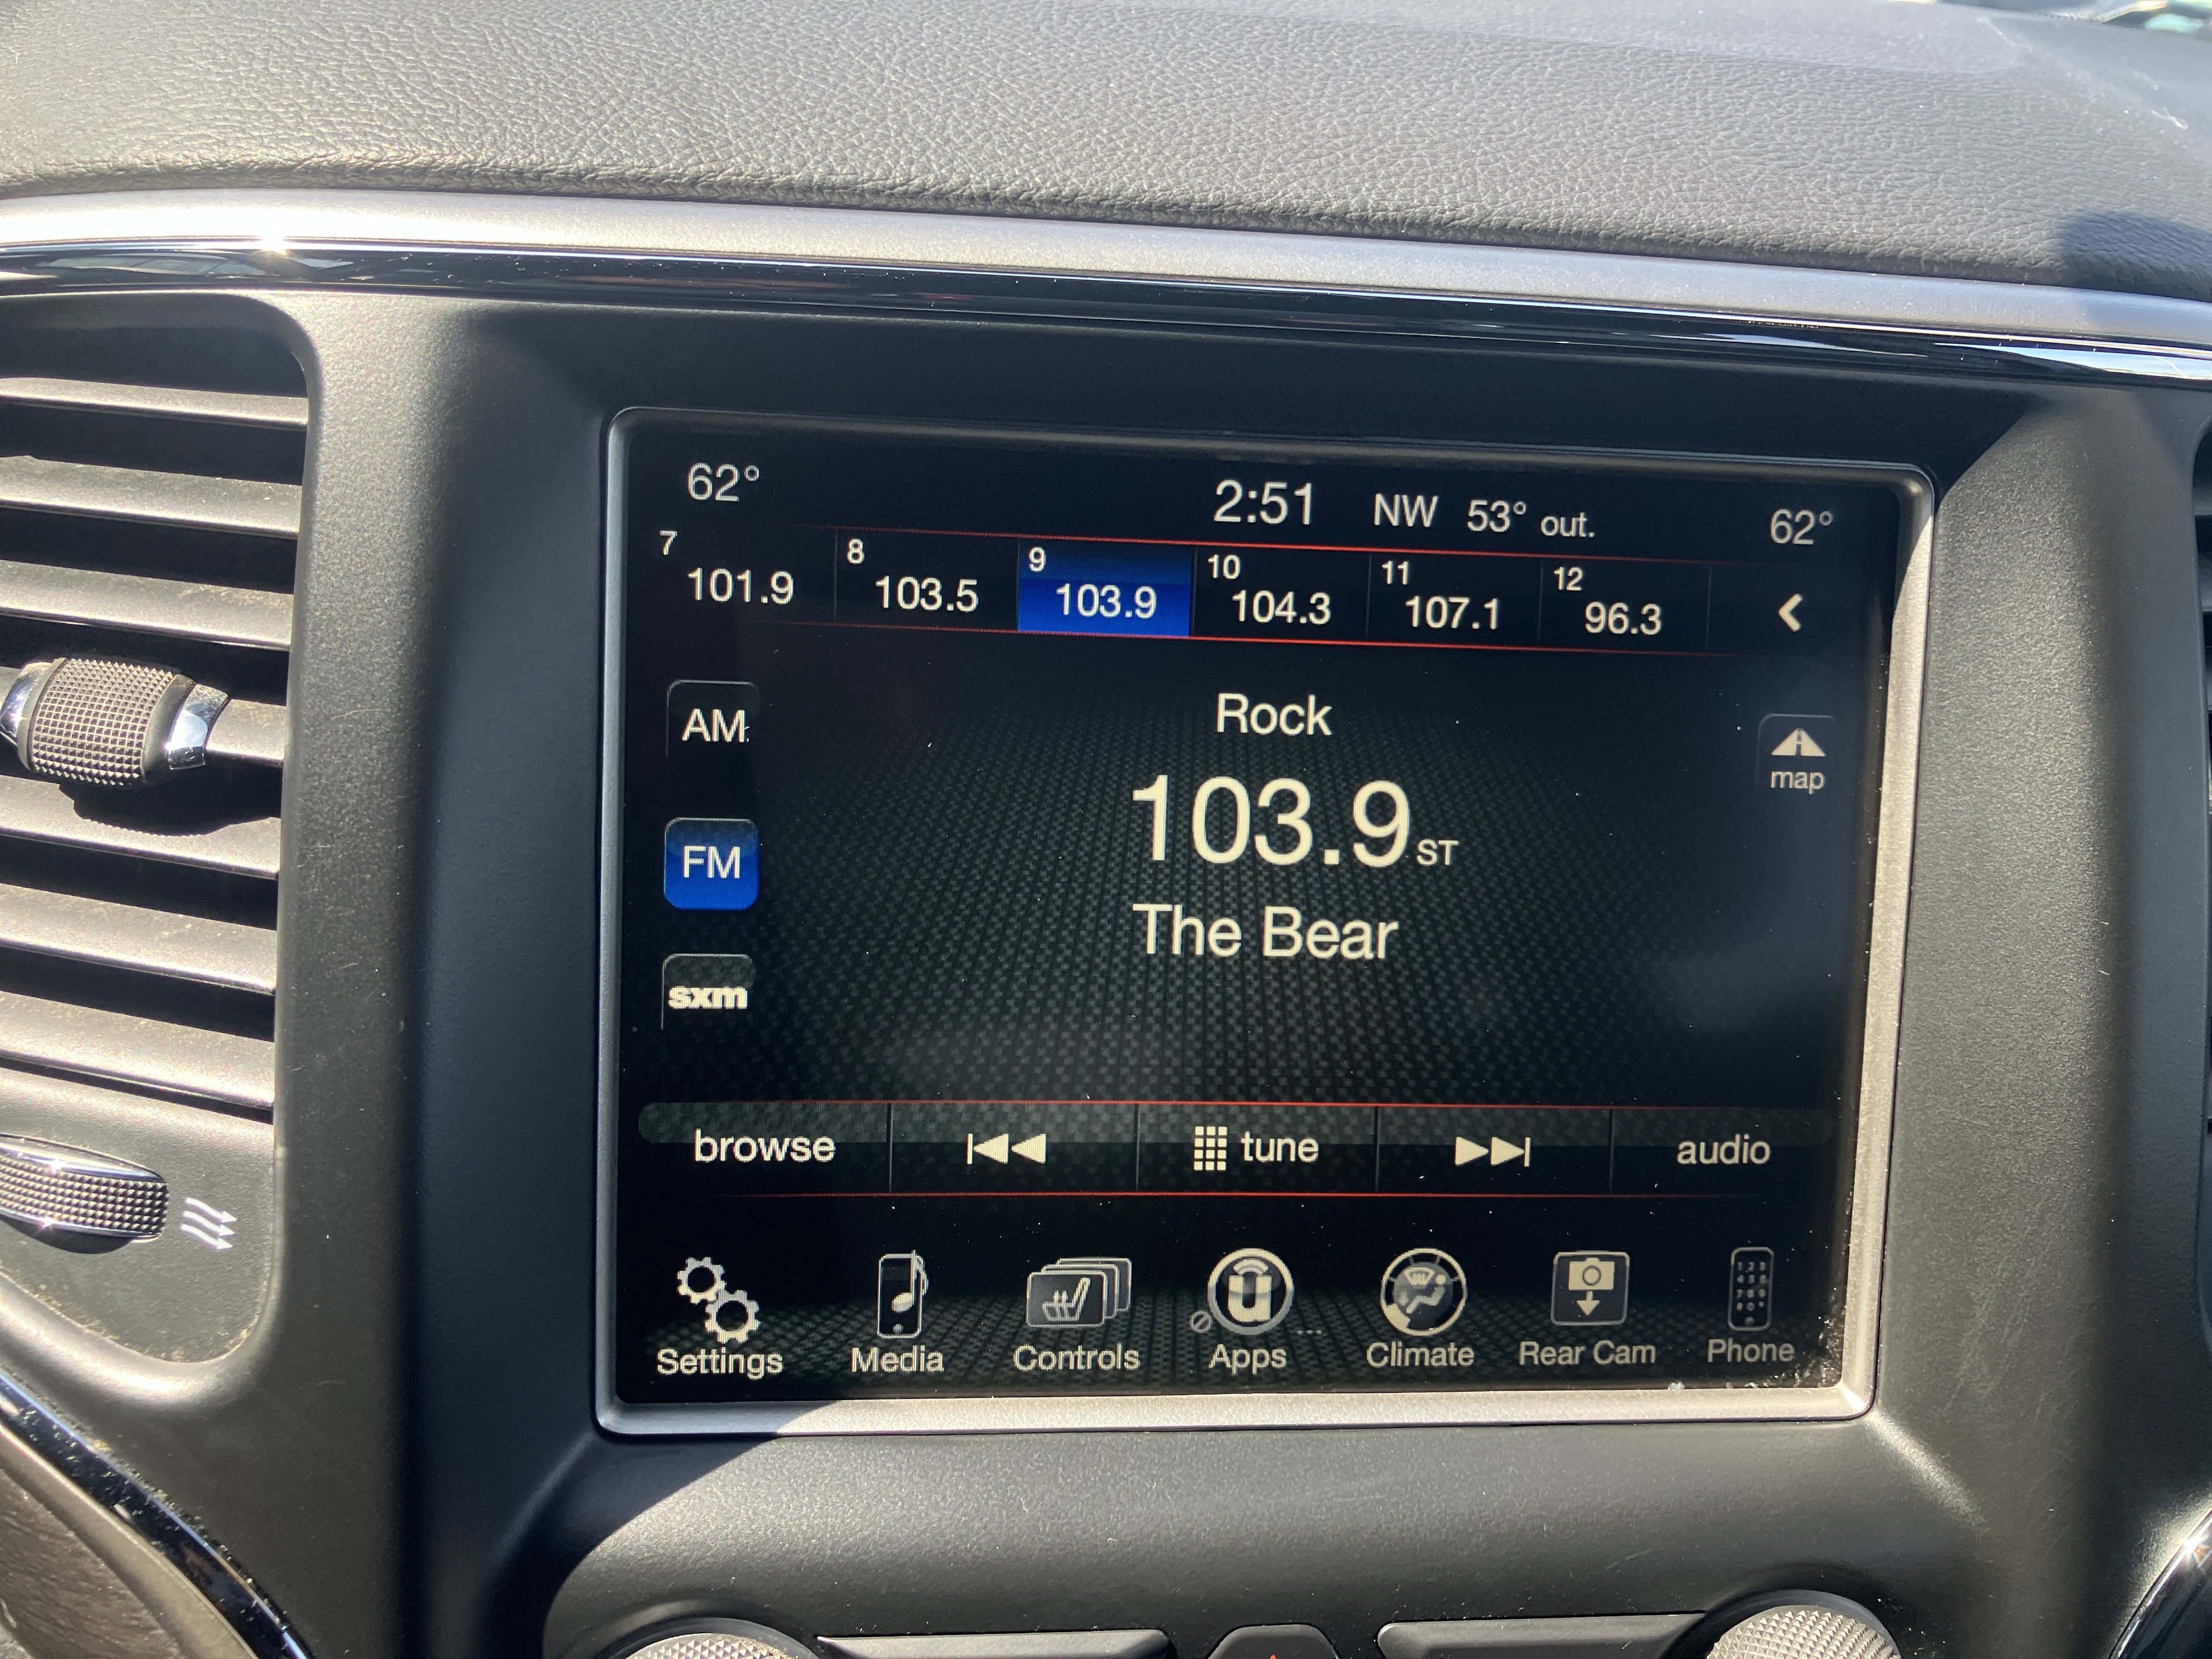 62° 2:51 NW 53° out. 62°
7 101.9 8 103.5 9 103.9 10 104.3 11 107.1 12 96.3
AM
Rock
map
103.9 ST
FM
The Bear
sxm
browse tune audio
Settings Media Controls Apps Climate Rear Cam Phone